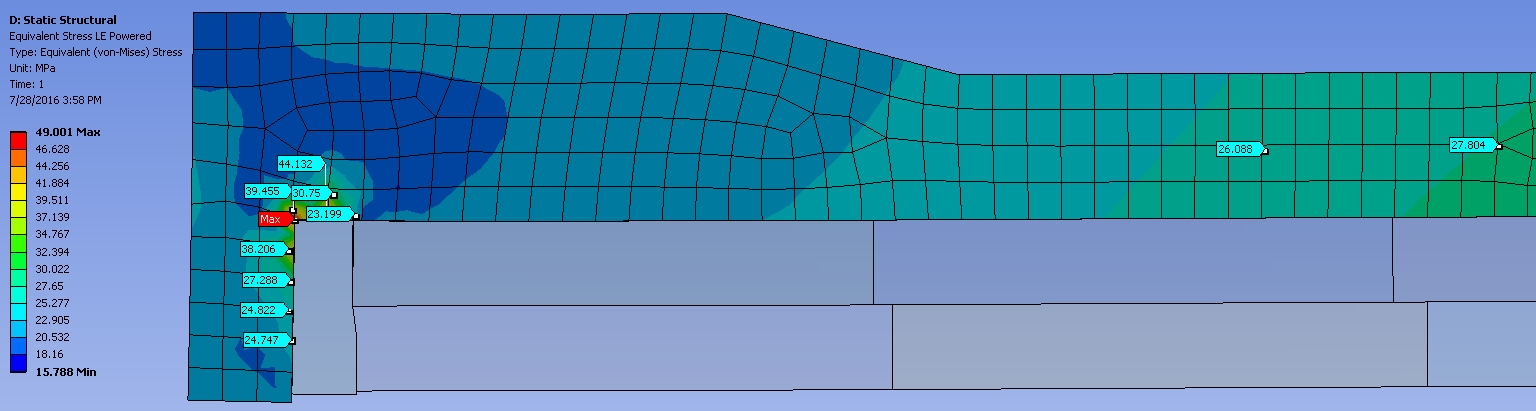 D: Static Structural
Equivalent Stress LE Powered
Type: Equivalent (von-Mises) Stress
Unit: MPa
Time: 1
7/28/2016 3:58 PM
49.001 Max
46.628
44.256
41.884
39.511
37.139
34.767
32.394
30.022
27.65
25.277
22.905
20.532
18.16
15.788 Min
44.132
39.455
30.75
Max
23.199
38.206
27.288
24.822
24.747
26.088
27.804